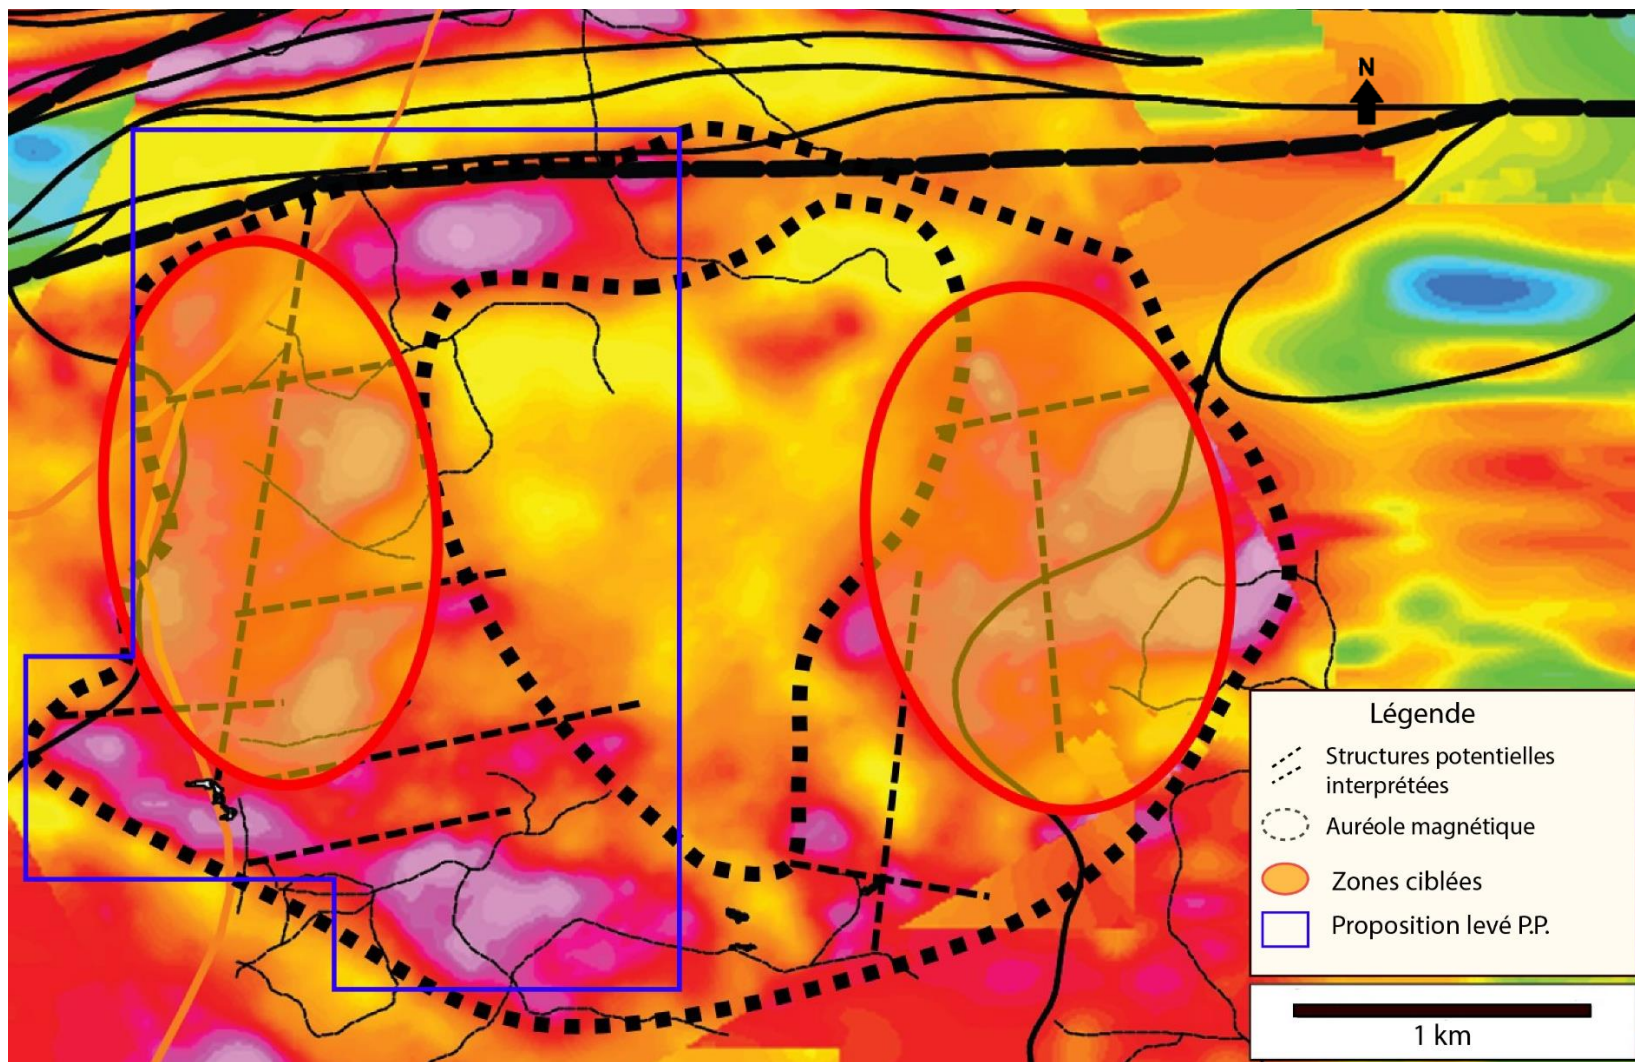 N
Légende
Structures potentielles
interprétées
Auréole magnétique
Zones ciblées
Proposition levé P.P.
1 km